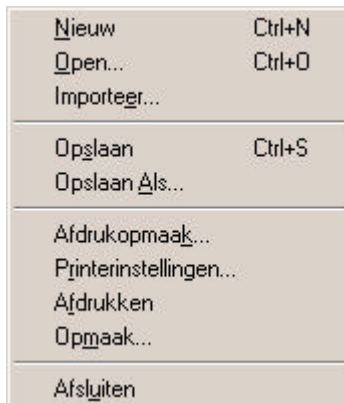 Nieuw Ctrl+N
Open... Ctrl+O
Importeer...
Opslaan Ctrl+S
Opslaan Als...
Afdrukopmaak...
Printerinstellingen...
Afdrukken
Opmaak...
Afsluiten